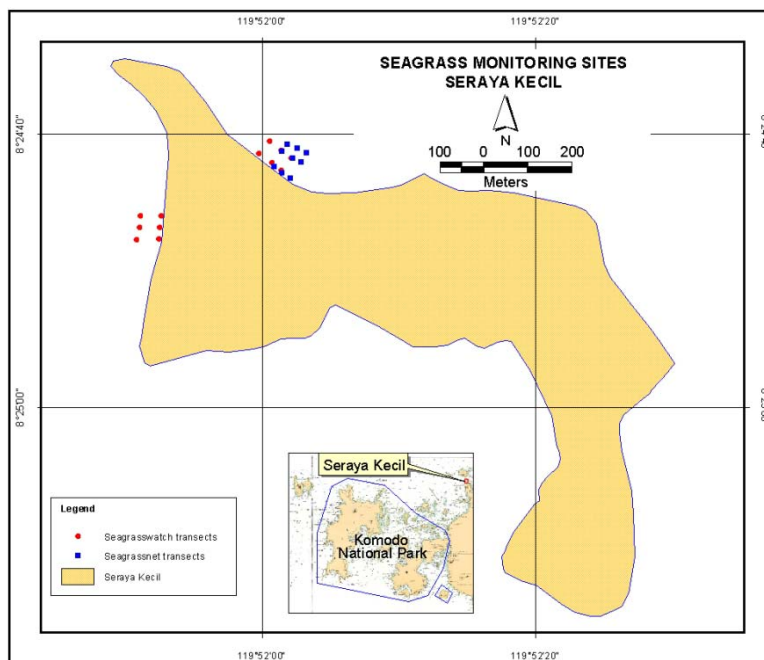 119°52'00" 119°52'20"
SEAGRASS MONITORING SITES
SERAYA KECIL
N
100 0 100 200
Meters
8°24'40"
8°25'00"
Seraya Kecil
Komodo
National Park
Legend
Seagrasswatch transects
Seagrassnet transects
Seraya Kecil
119°52'00" 119°52'20"